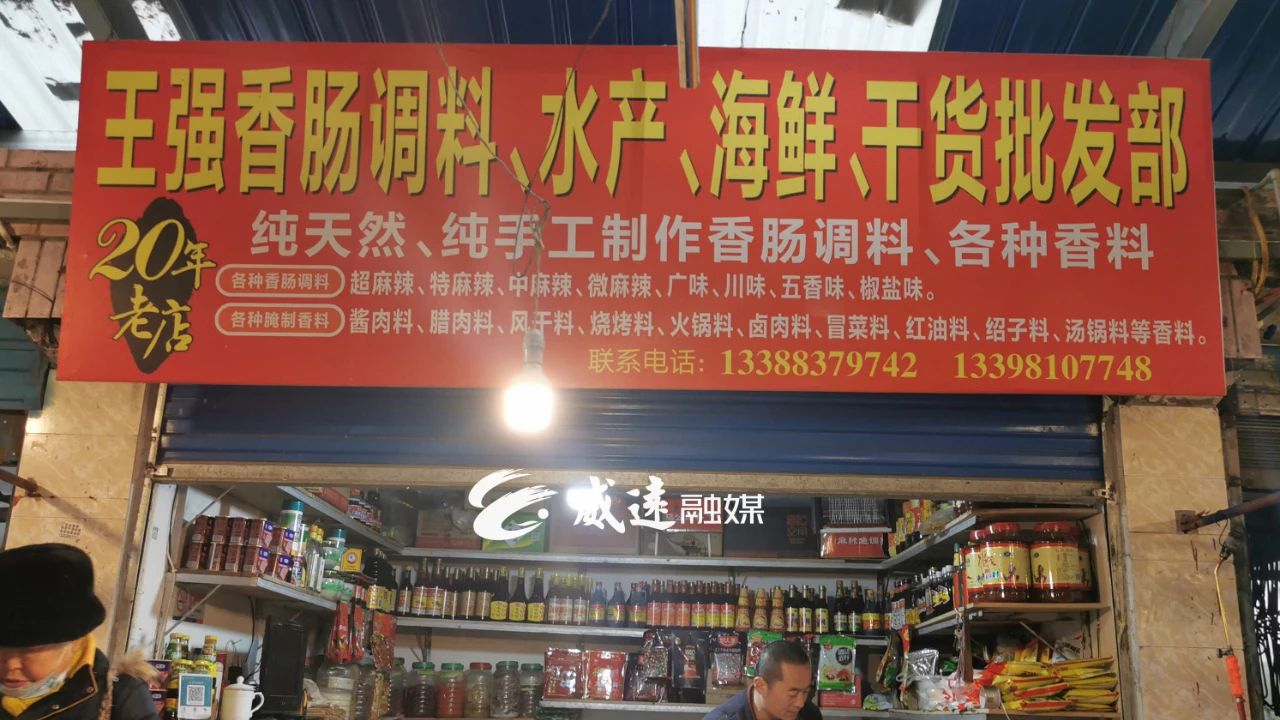 王强香肠调料、水产、海鲜、干货批发部
纯天然、纯手工制作香肠调料、各种香料
20年
老店
各种香肠调料 超麻辣、特麻辣、中麻辣、微麻辣、广味、川味、五香味、椒盐味。
各种腌制香料 酱肉料、腊肉料、风干料、烧烤料、火锅料、卤肉料、冒菜料、红油料、绍子料、汤锅料等香料。
联系电话：13388379742 13398107748
威远融媒